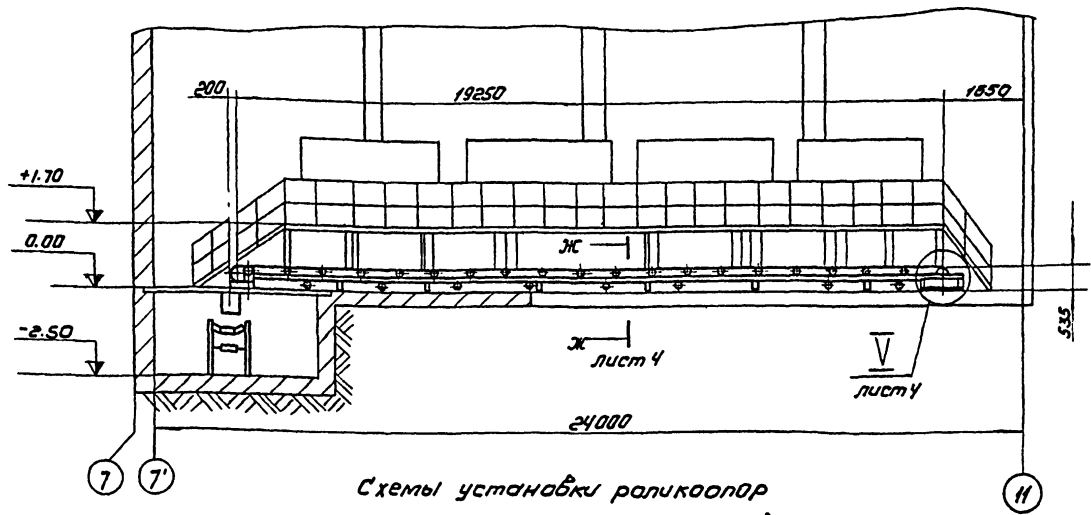 200
19250
1550
+1.70
0.00
-2.50
Ж
Ж
лист 4
V
лист 4
535
24000
7
7'
11
Схемы установки роликоопор